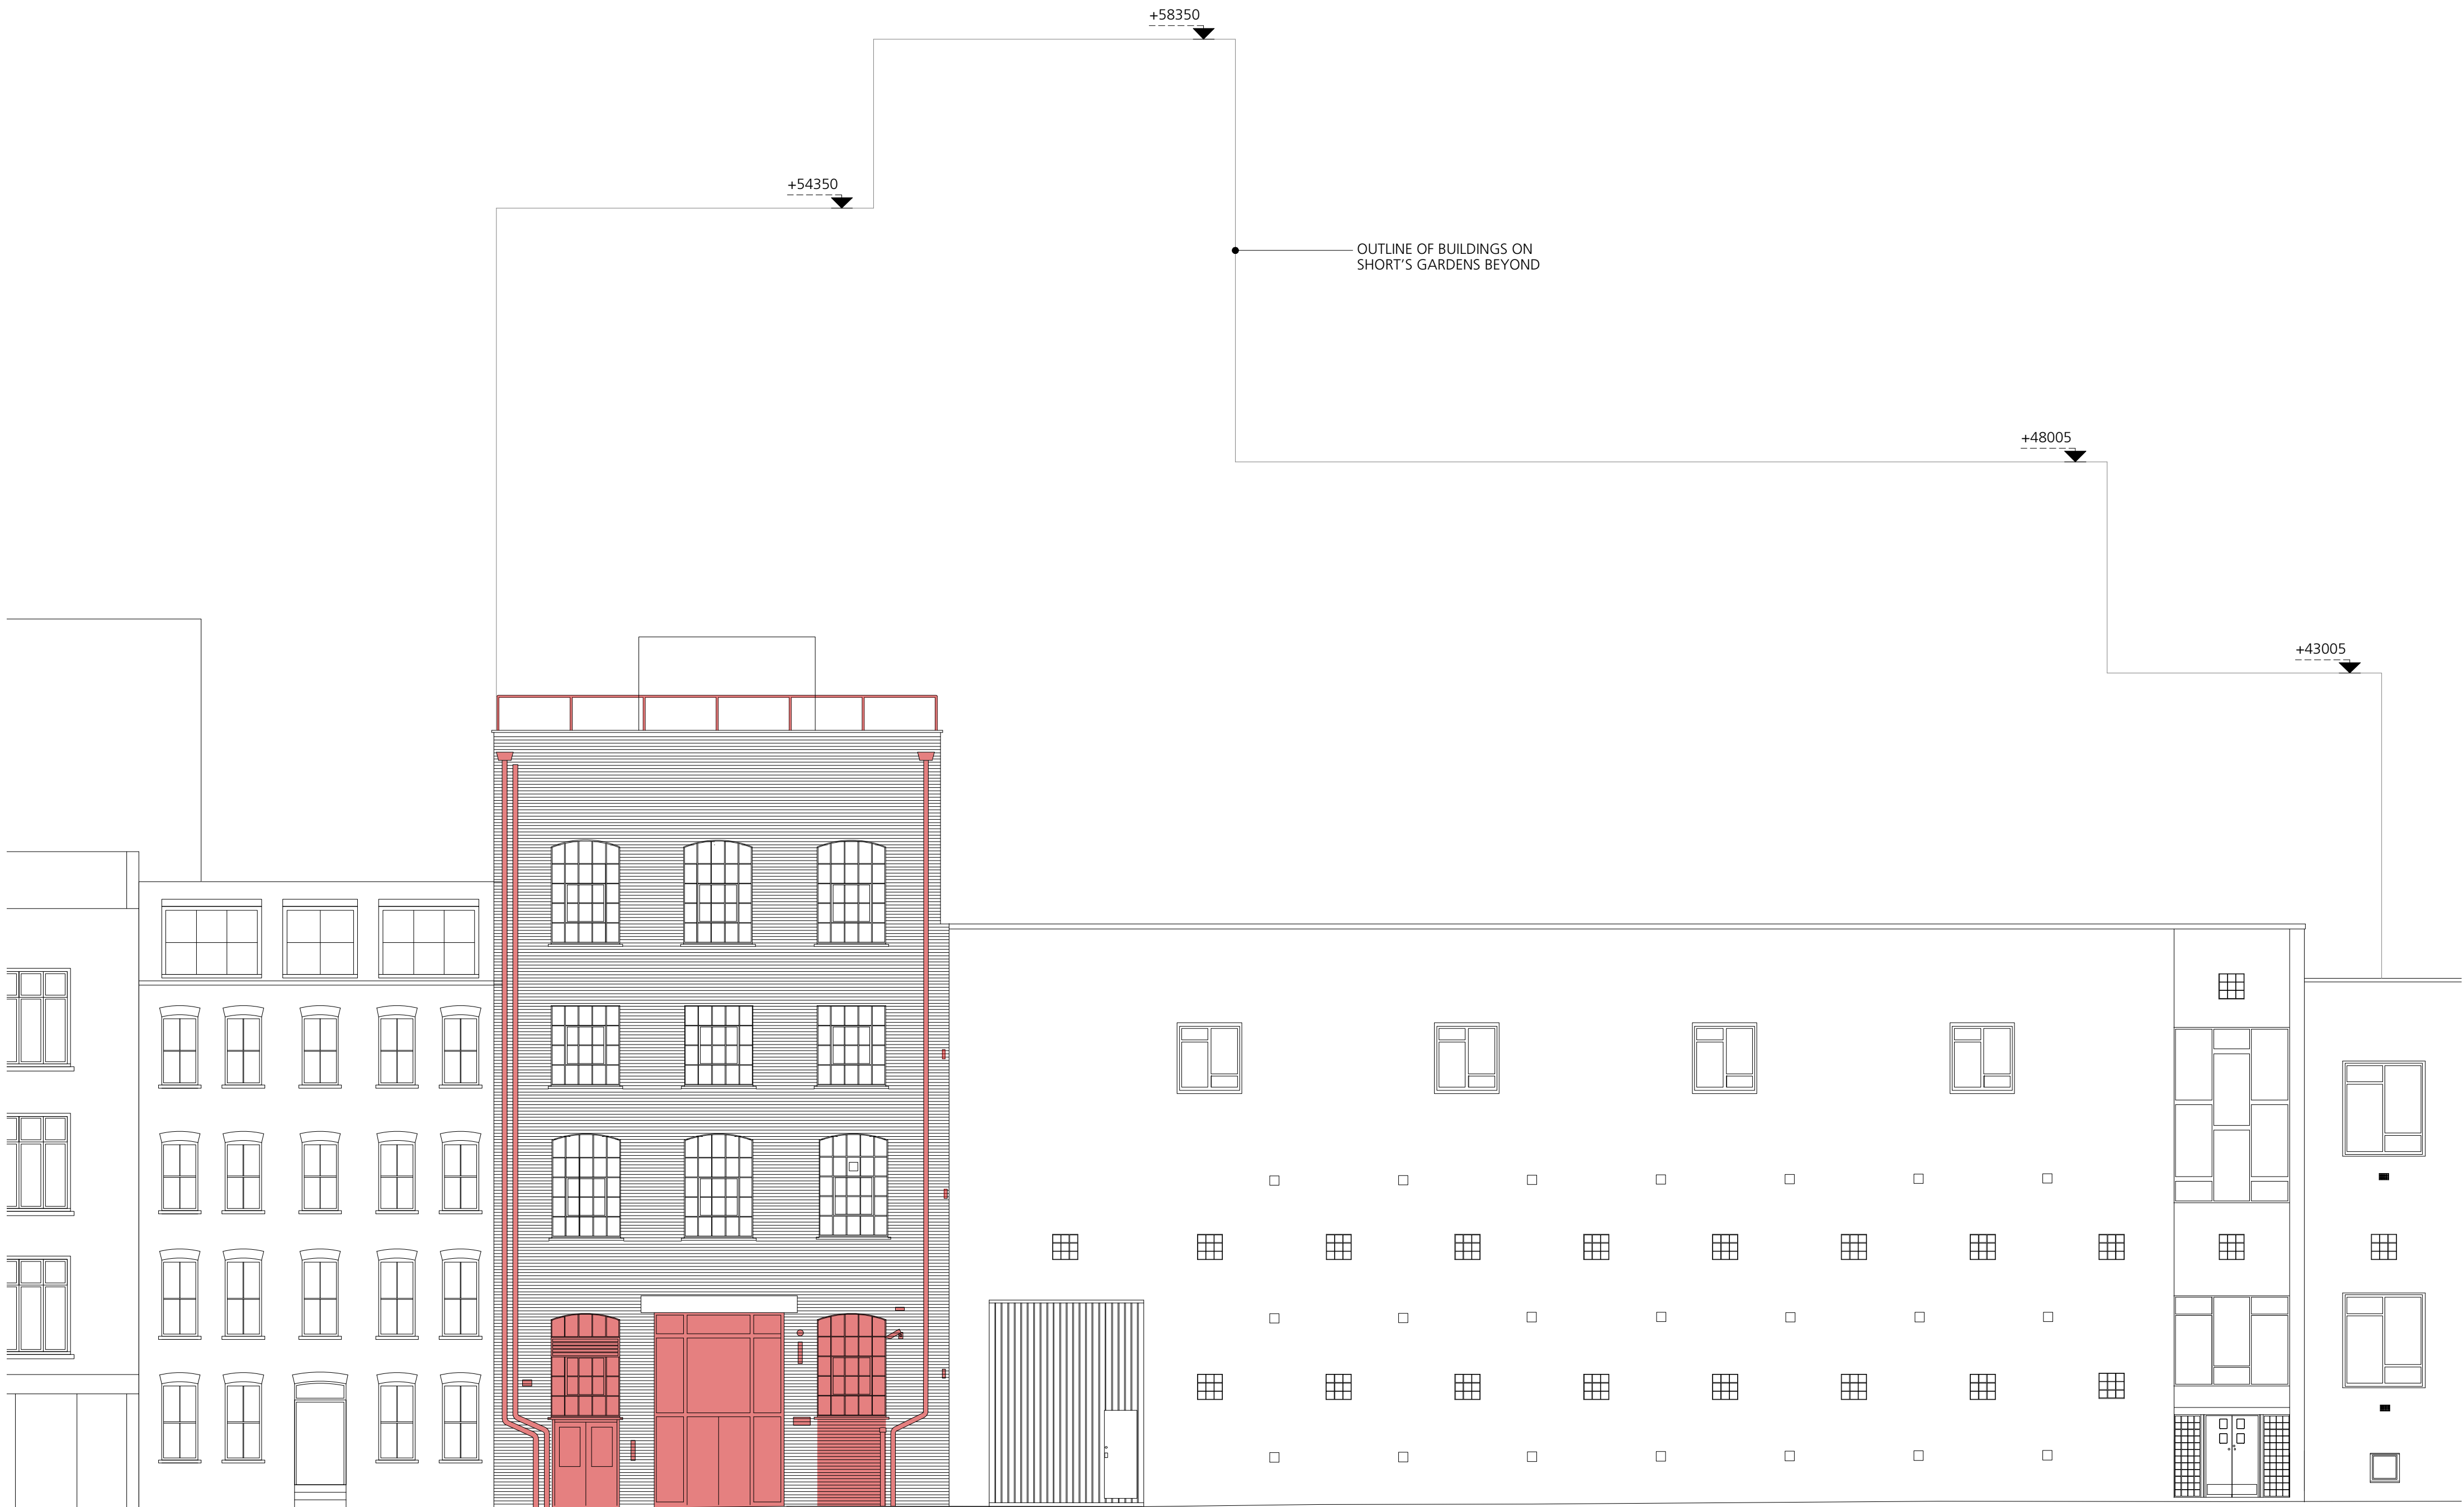 +58350
+54350
OUTLINE OF BUILDINGS ON
SHORT'S GARDENS BEYOND
+48005
+43005